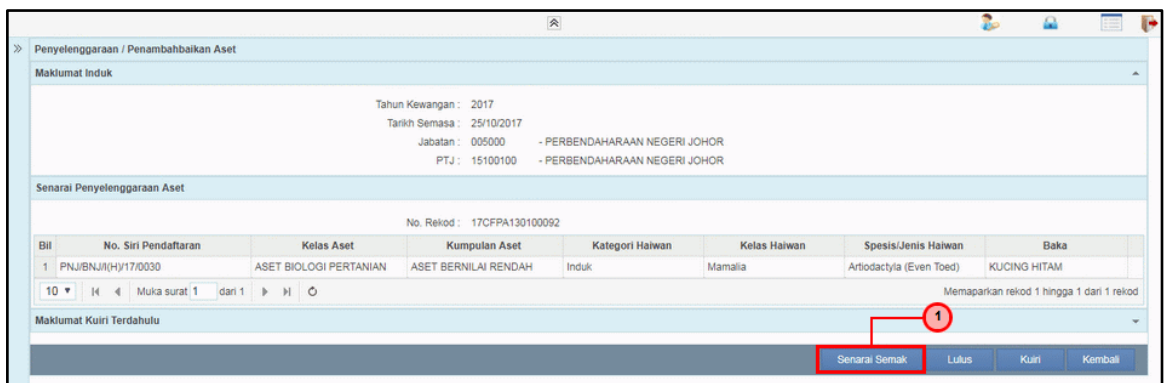 Penyelenggaraan / Penambahbaikan Aset
Maklumat Induk
Tahun Kewangan : 2017
Tarikh Semasa : 25/10/2017
Jabatan : 005000 - PERBENDAHARAAN NEGERI JOHOR
PTJ : 15100100 - PERBENDAHARAAN NEGERI JOHOR
Senarai Penyelenggaraan Aset
No. Rekod : 17CFPA130100092
Bil No. Siri Pendaftaran Kelas Aset Kumpulan Aset Kategori Haiwan Kelas Haiwan Spesis/Jenis Haiwan Baka
1 PNJ/BNJ/I(H)/17/0030 ASET BIOLOGI PERTANIAN ASET BERNILAI RENDAH Induk Mamalia Artiodactyla (Even Toed) KUCING HITAM
10 Muka surat 1 dari 1 Memaparkan rekod 1 hingga 1 dari 1 rekod
Maklumat Kuiri Terdahulu
1
Senarai Semak Lulus Kuiri Kembali